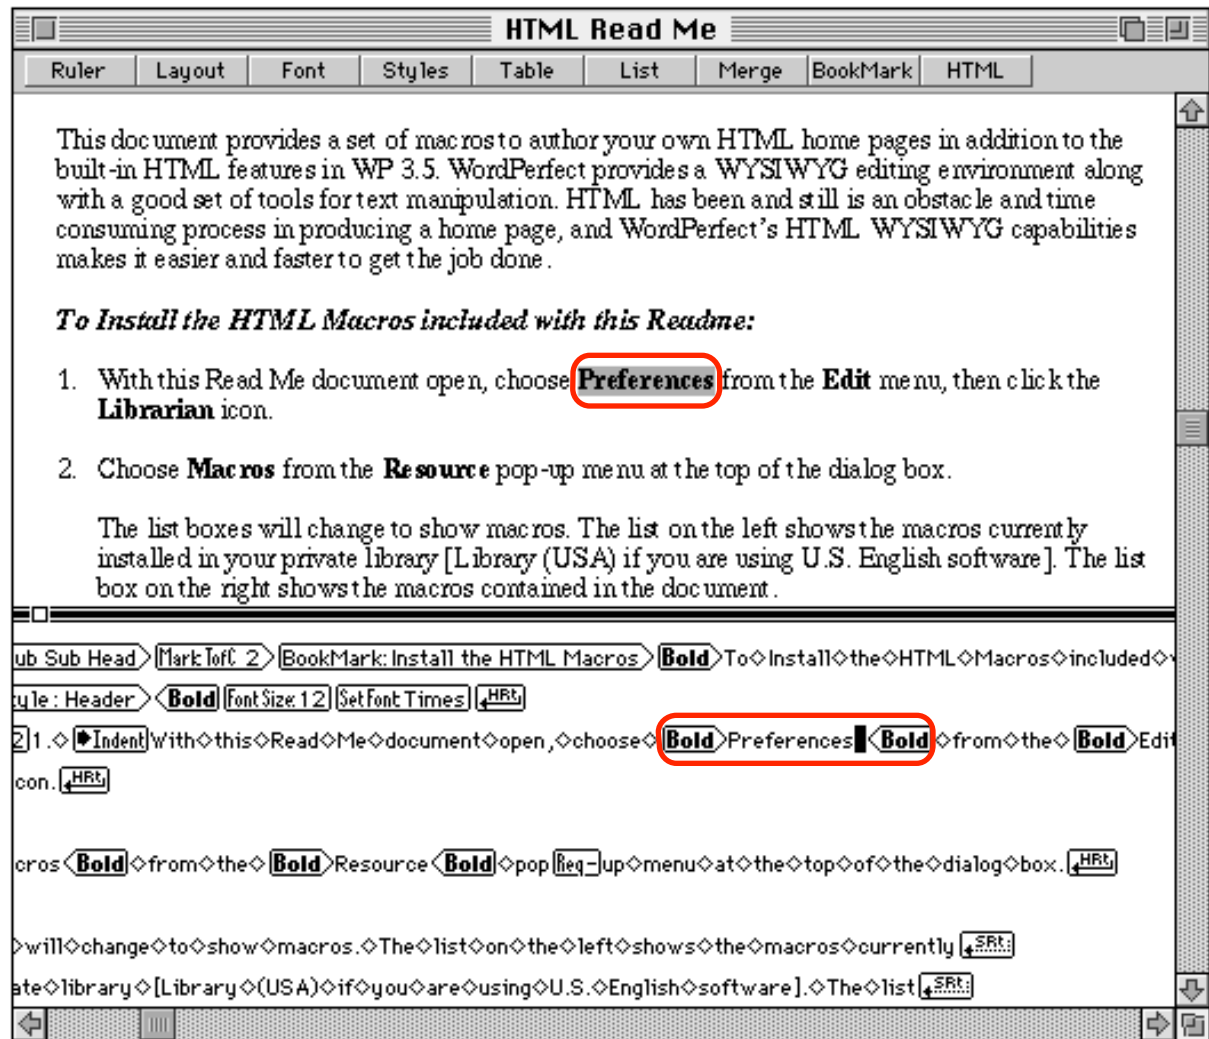 HTML Read Me
Ruler Layout Font Styles Table List Merge BookMark HTML
This document provides a set of macros to author your own HTML home pages in addition to the
built-in HTML features in WP 3.5. WordPerfect provides a WYSIWYG editing environment along
with a good set of tools for text manipulation. HTML has been and still is an obstacle and time
consuming process in producing a home page, and WordPerfect's HTML WYSIWYG capabilities
makes it easier and faster to get the job done.
To Install the HTML Macros included with this Readme:
1. With this Read Me document open, choose Preferences from the Edit menu, then click the
Librarian icon.
2. Choose Macros from the Resource pop-up menu at the top of the dialog box.
The list boxes will change to show macros. The list on the left shows the macros currently
installed in your private library [Library (USA) if you are using U.S. English software]. The list
box on the right shows the macros contained in the document.
ub Sub Head Mark:TofC 2 BookMark: Install the HTML Macros Bold To◇Install◇the◇HTML◇Macros◇included◇
yle: Header Bold Font Size: 12 Set Font Times HRt
2 1.◇ Indent With◇this◇Read◇Me◇document◇open,◇choose◇ Bold Preferences Bold ◇from◇the◇ Bold Edit
con. HRt
cros Bold ◇from◇the◇ Bold Resource Bold ◇pop Req- up◇menu◇at◇the◇top◇of◇the◇dialog◇box. HRt
◇will◇change◇to◇show◇macros.◇The◇list◇on◇the◇left◇shows◇the◇macros◇currently SRt
ate◇library◇[Library◇(USA)◇if◇you◇are◇using◇U.S.◇English◇software].◇The◇list SRt